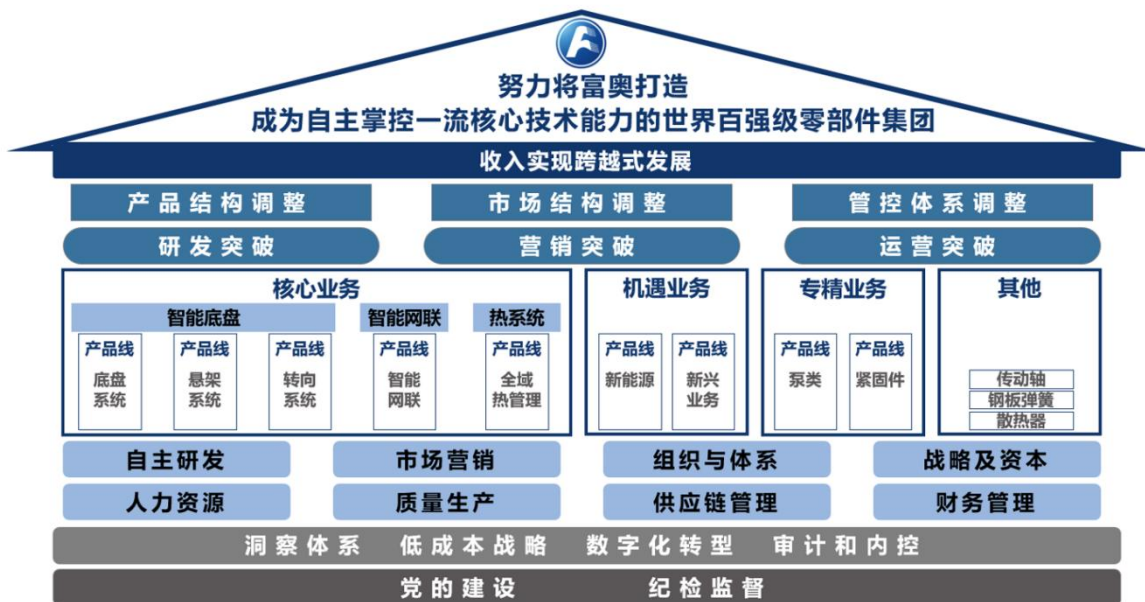 努力将富奥打造
成为自主掌控一流核心技术能力的世界百强级零部件集团
收入实现跨越式发展
产品结构调整 市场结构调整 管控体系调整
研发突破 营销突破 运营突破
核心业务
智能底盘 智能网联 热系统
产品线 产品线 产品线 产品线 产品线
底盘 悬架 转向 智能 全域
系统 系统 系统 网联 热管理
机遇业务
产品线 产品线
新能源 新兴
业务
专精业务
产品线 产品线
泵类 紧固件
其他
传动轴
钢板弹簧
散热器
自主研发 市场营销 组织与体系 战略及资本
人力资源 质量生产 供应链管理 财务管理
洞察体系 低成本战略 数字化转型 审计和内控
党的建设 纪检监督